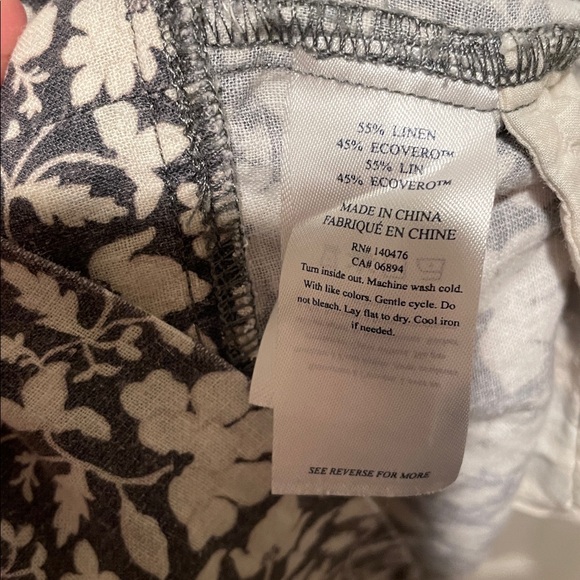 55% LINEN
45% ECOVERO™
55% LIN
45% ECOVERO™
MADE IN CHINA
FABRIQUÉ EN CHINE
RN# 140476
CA# 06894
Turn inside out. Machine wash cold.
With like colors. Gentle cycle. Do
not bleach. Lay flat to dry. Cool iron
if needed.
SEE REVERSE FOR MORE